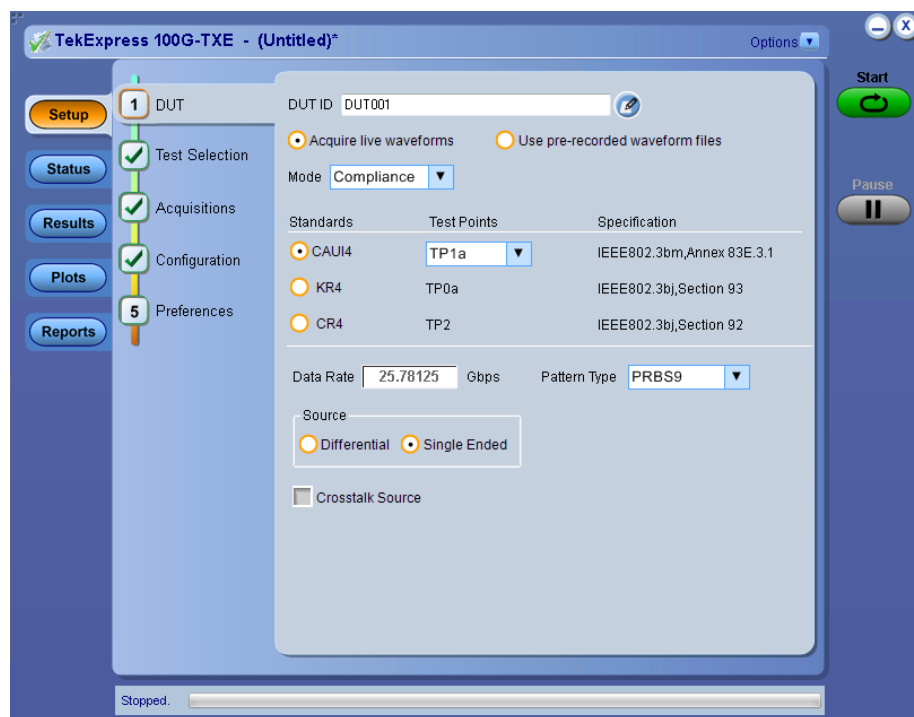 TekExpress 100G-TXE - (Untitled)*
Options
Start
Pause
Setup
Status
Results
Plots
Reports
1 DUT
Test Selection
Acquisitions
Configuration
5 Preferences
DUT ID DUT001
Acquire live waveforms Use pre-recorded waveform files
Mode Compliance
Standards Test Points Specification
CAUI4 TP1a IEEE802.3bm,Annex 83E.3.1
KR4 TP0a IEEE802.3bj,Section 93
CR4 TP2 IEEE802.3bj,Section 92
Data Rate 25.78125 Gbps Pattern Type PRBS9
Source
Differential Single Ended
Crosstalk Source
Stopped.